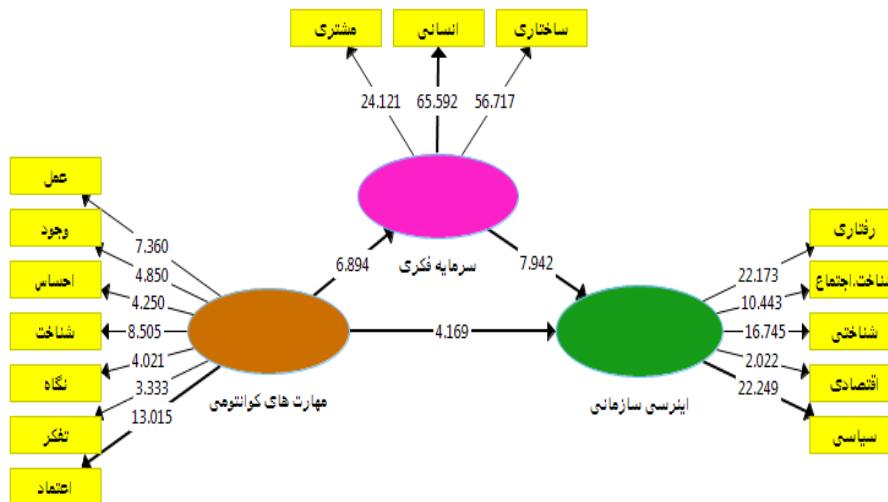 مشتری
انسانی
ساختاری
24.121
65.592
56.717
سرمایه فکری
6.894
7.942
4.169
عمل
وجود
احساس
شناخت
نگاه
تفکر
اعتماد
7.360
4.850
4.250
8.505
4.021
3.333
13.015
مهارت های کوانتومی
اینرسی سازمانی
22.173
10.443
16.745
2.022
22.249
رفتاری
شناخت.اجتماع
شناختی
اقتصادی
سیاسی